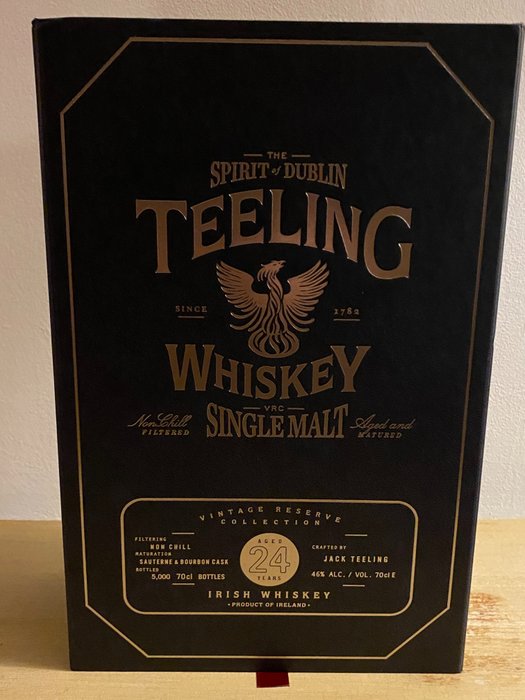 THE
SPIRIT of DUBLIN
TEELING
SINCE 1782
WHISKEY
VRC
Non Chill FILTERED SINGLE MALT Aged and MATURED
VINTAGE RESERVE
COLLECTION
FILTERING
NON CHILL
MATURATION
SAUTERNE & BOURBON CASK
BOTTLED
5,000 70cl BOTTLES
AGED
24
YEARS
CRAFTED BY
JACK TEELING
46% ALC. / VOL. 70cl E
IRISH WHISKEY
• PRODUCT OF IRELAND •